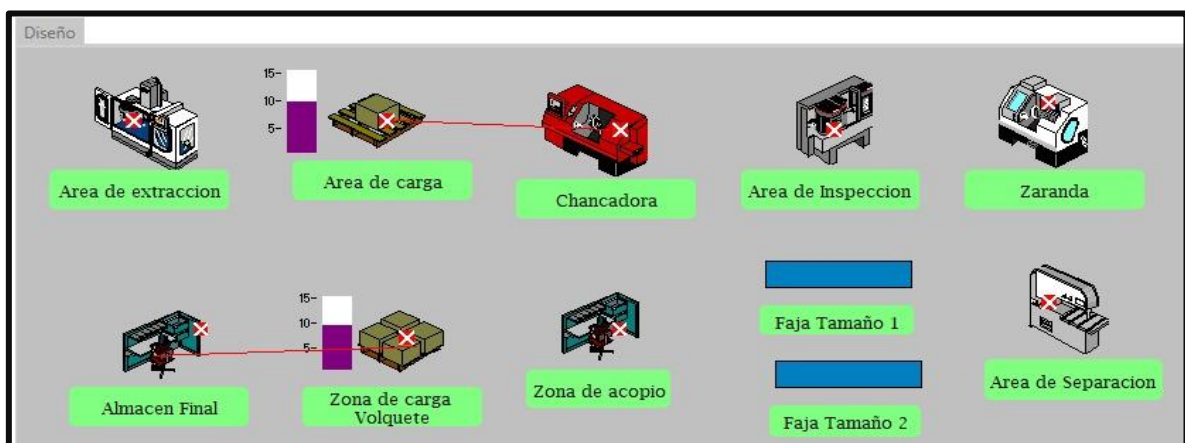 Diseño
15-
10-
5-
Area de extraccion
Area de carga
Chancadora
Area de Inspeccion
Zaranda
15-
10-
5-
Almacen Final
Zona de carga
Volquete
Zona de acopio
Faja Tamaño 1
Faja Tamaño 2
Area de Separacion